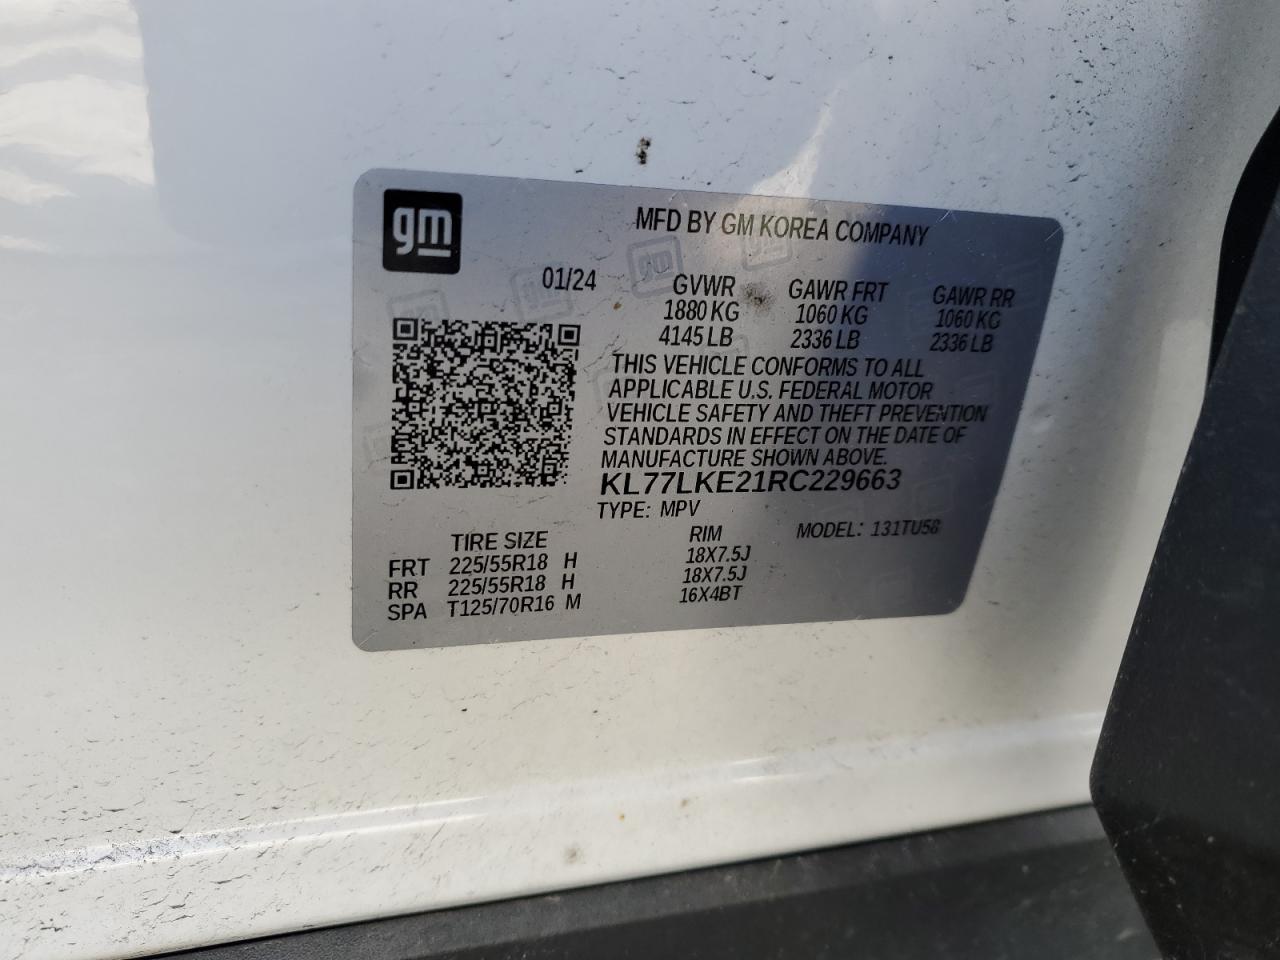 gm
MFD BY GM KOREA COMPANY
01/24 GVWR GAWR FRT GAWR RR
1880 KG 1060 KG 1060 KG
4145 LB 2336 LB 2336 LB
THIS VEHICLE CONFORMS TO ALL
APPLICABLE U.S. FEDERAL MOTOR
VEHICLE SAFETY AND THEFT PREVENTION
STANDARDS IN EFFECT ON THE DATE OF
MANUFACTURE SHOWN ABOVE.
KL77LKE21RC229663
TYPE: MPV
TIRE SIZE RIM MODEL: 131TU58
FRT 225/55R18 H 18X7.5J
RR 225/55R18 H 18X7.5J
SPA T125/70R16 M 16X4BT